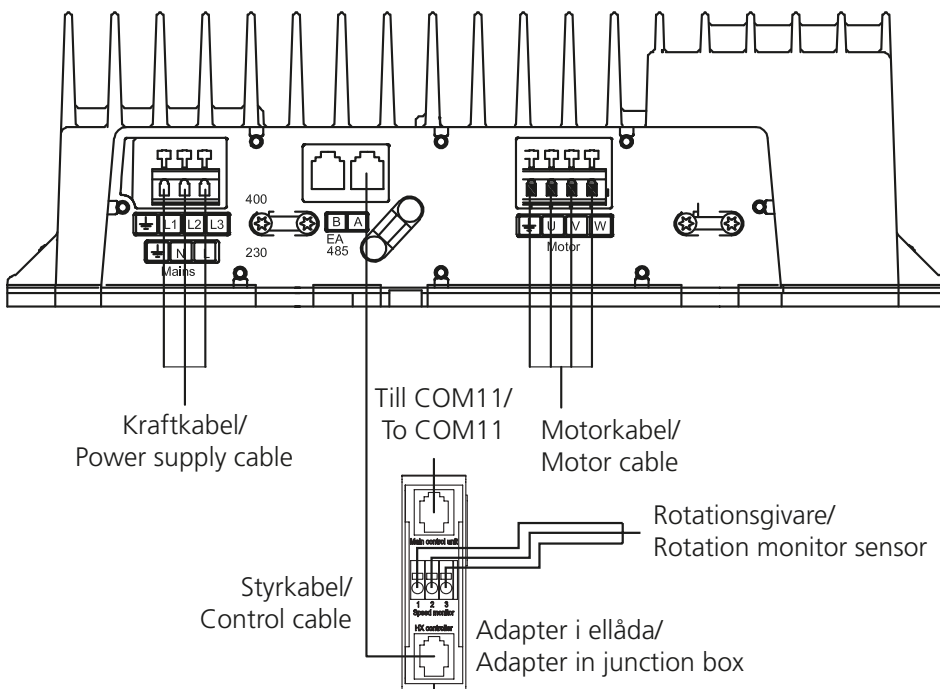 400
L1 L2 L3
B A
U V W
EA
485
Motor
N L
230
Mains
Till COM11/
To COM11
Kraftkabel/
Power supply cable
Motorkabel/
Motor cable
Main control unit
Rotationsgivare/
Rotation monitor sensor
1 2 3
Speed monitor
Styrkabel/
Control cable
HX controller
Adapter i ellåda/
Adapter in junction box